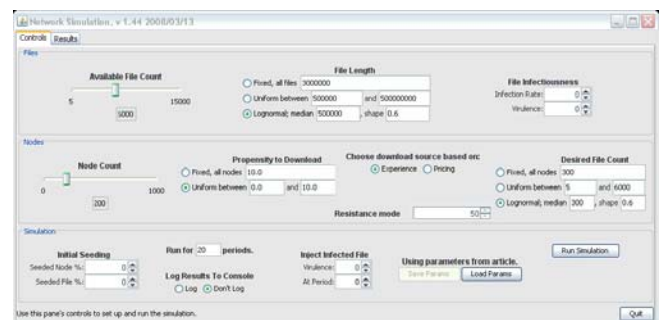 Network Simulation, v 1.44 2008/03/13
Controls Results
Files
Available File Count
5 15000
5000
File Length
Fixed, all files 3000000
Uniform between 500000 and 500000000
Lognormal; median 500000 , shape 0.6
File Infectiousness
Infection Rate: 0
Virulence: 0
Nodes
Node Count
0 1000
200
Propensity to Download
Fixed, all nodes 10.0
Uniform between 0.0 and 10.0
Choose download source based on:
Experience Pricing
Resistance mode 50
Desired File Count
Fixed, all nodes 300
Uniform between 5 and 6000
Lognormal; median 300 , shape 0.6
Simulation
Initial Seeding
Seeded Node %: 0
Seeded File %: 0
Run for 20 periods.
Log Results To Console
Log Don't Log
Inject Infected File
Virulence: 0
At Period: 0
Using parameters from article.
Save Params Load Params
Run Simulation
Use this pane's controls to set up and run the simulation.
Quit